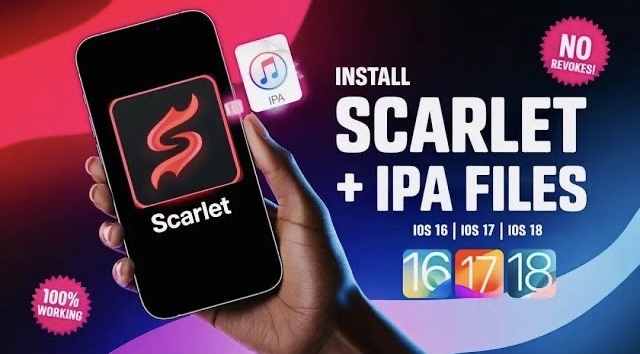 NO
REVOKES!
IPA
INSTALL
SCARLET
+ IPA FILES
IOS 16 | IOS 17 | IOS 18
16 17 18
Scarlet
100%
WORKING